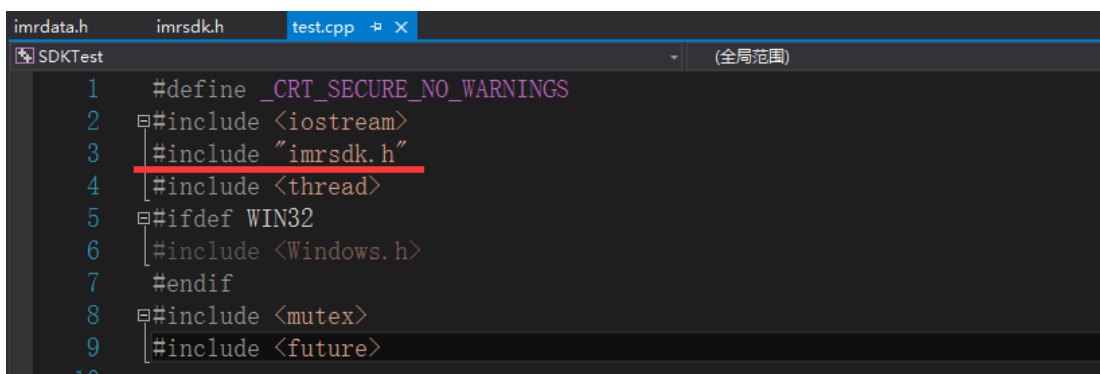 imrdata.h imrsdk.h test.cpp
SDKTest (全局范围)
1 #define _CRT_SECURE_NO_WARNINGS
2 #include <iostream>
3 #include "imrsdk.h"
4 #include <thread>
5 #ifdef WIN32
6 #include <Windows.h>
7 #endif
8 #include <mutex>
9 #include <future>
10